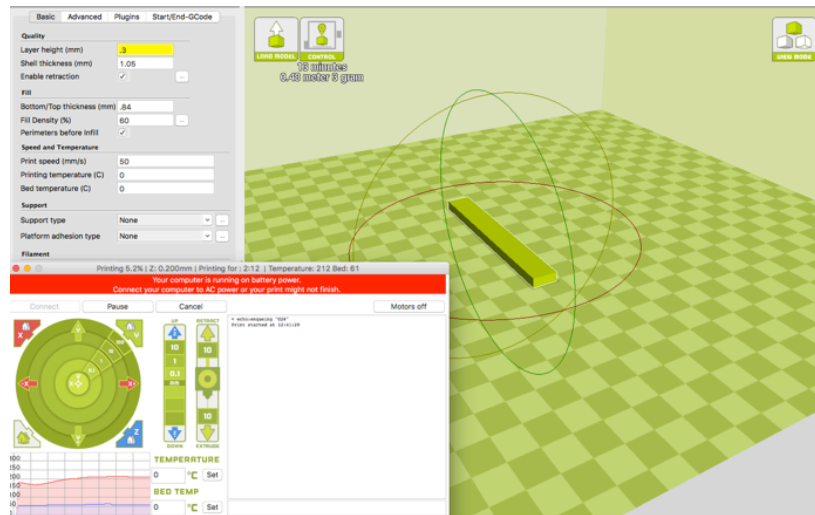 Basic Advanced Plugins Start/End-GCode
Quality
Layer height (mm) .3
Shell thickness (mm) 1.05
Enable retraction ...
Fill
Bottom/Top thickness (mm) .84
Fill Density (%) 60 ...
Perimeters before Infill
Speed and Temperature
Print speed (mm/s) 50
Printing temperature (C) 0
Bed temperature (C) 0
Support
Support type None ...
Platform adhesion type None ...
Filament
LOAD MODEL CONTROL
13 minutes
0.43 meter 3 gram
VIEW MODE
Printing 5.2% | Z: 0.200mm | Printing for : 2:12 | Temperature: 212 Bed: 61
Your computer is running on battery power.
Connect your computer to AC power or your print might not finish.
Connect Pause Cancel Motors off
Print started at 12:41:29
UP RETRACT
10 10
1
0.1
mm
10
DOWN EXTRUDE
X Y
Z
TEMPERATURE
0 °C Set
BED TEMP
0 °C Set